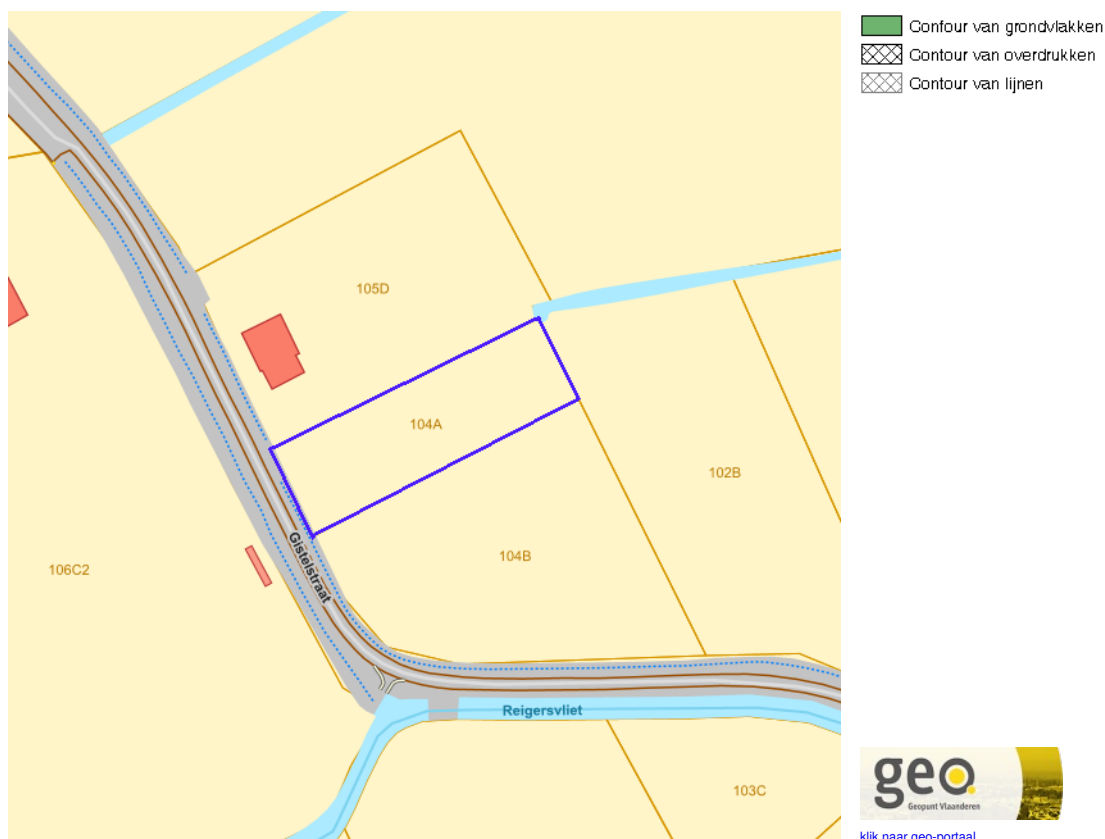 Contour van grondvlakken
Contour van overdrukken
Contour van lijnen
105D
104A
102B
104B
Gistelstraat
106C2
Reigersvliet
103C
geo
Geopunt Vlaanderen
klik naar geo-portaal